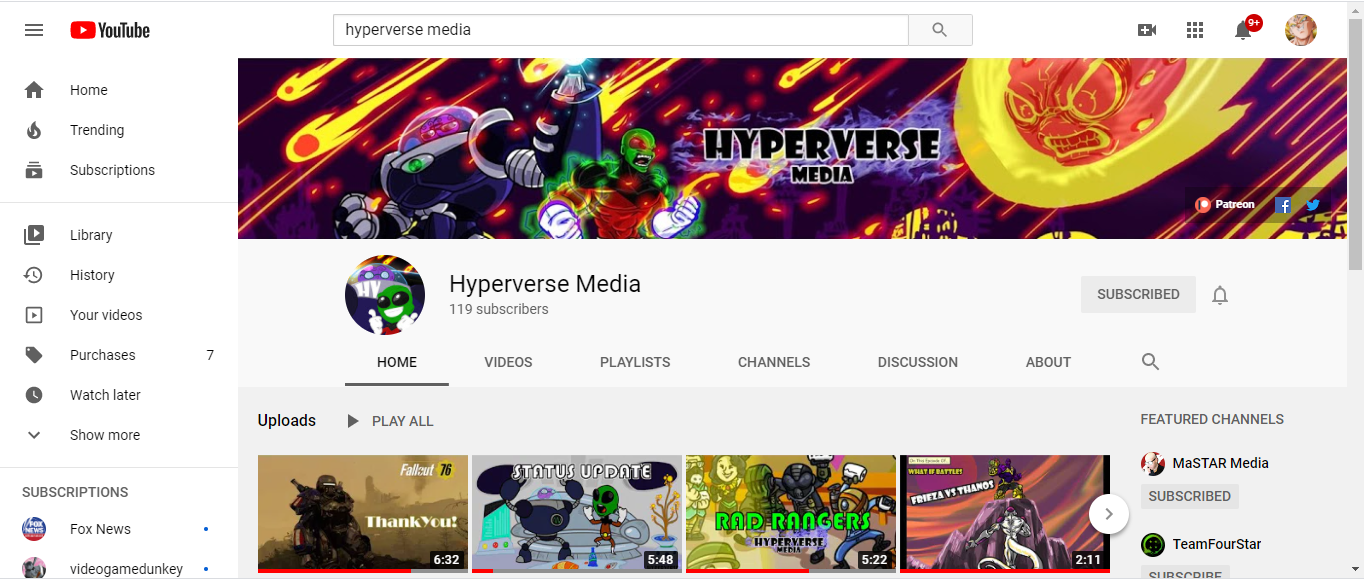 YouTube
hyperverse media
9+
Home
Trending
Subscriptions
Library
History
Your videos
Purchases 7
Watch later
Show more
SUBSCRIPTIONS
FOX NEWS
Fox News
videogamedunkey
HYPERVERSE
MEDIA
Patreon
HY
Hyperverse Media
119 subscribers
SUBSCRIBED
HOME VIDEOS PLAYLISTS CHANNELS DISCUSSION ABOUT
Uploads PLAY ALL
Fallout 76
ThankYou!
6:32
STATUS UPDATE
5:48
RAD RANGERS
HYPERVERSE
MEDIA
5:22
WHAT IF BATTLES
FRIEZA VS THANOS
2:11
FEATURED CHANNELS
MaSTAR Media
SUBSCRIBED
TeamFourStar
SUBSCRIBE